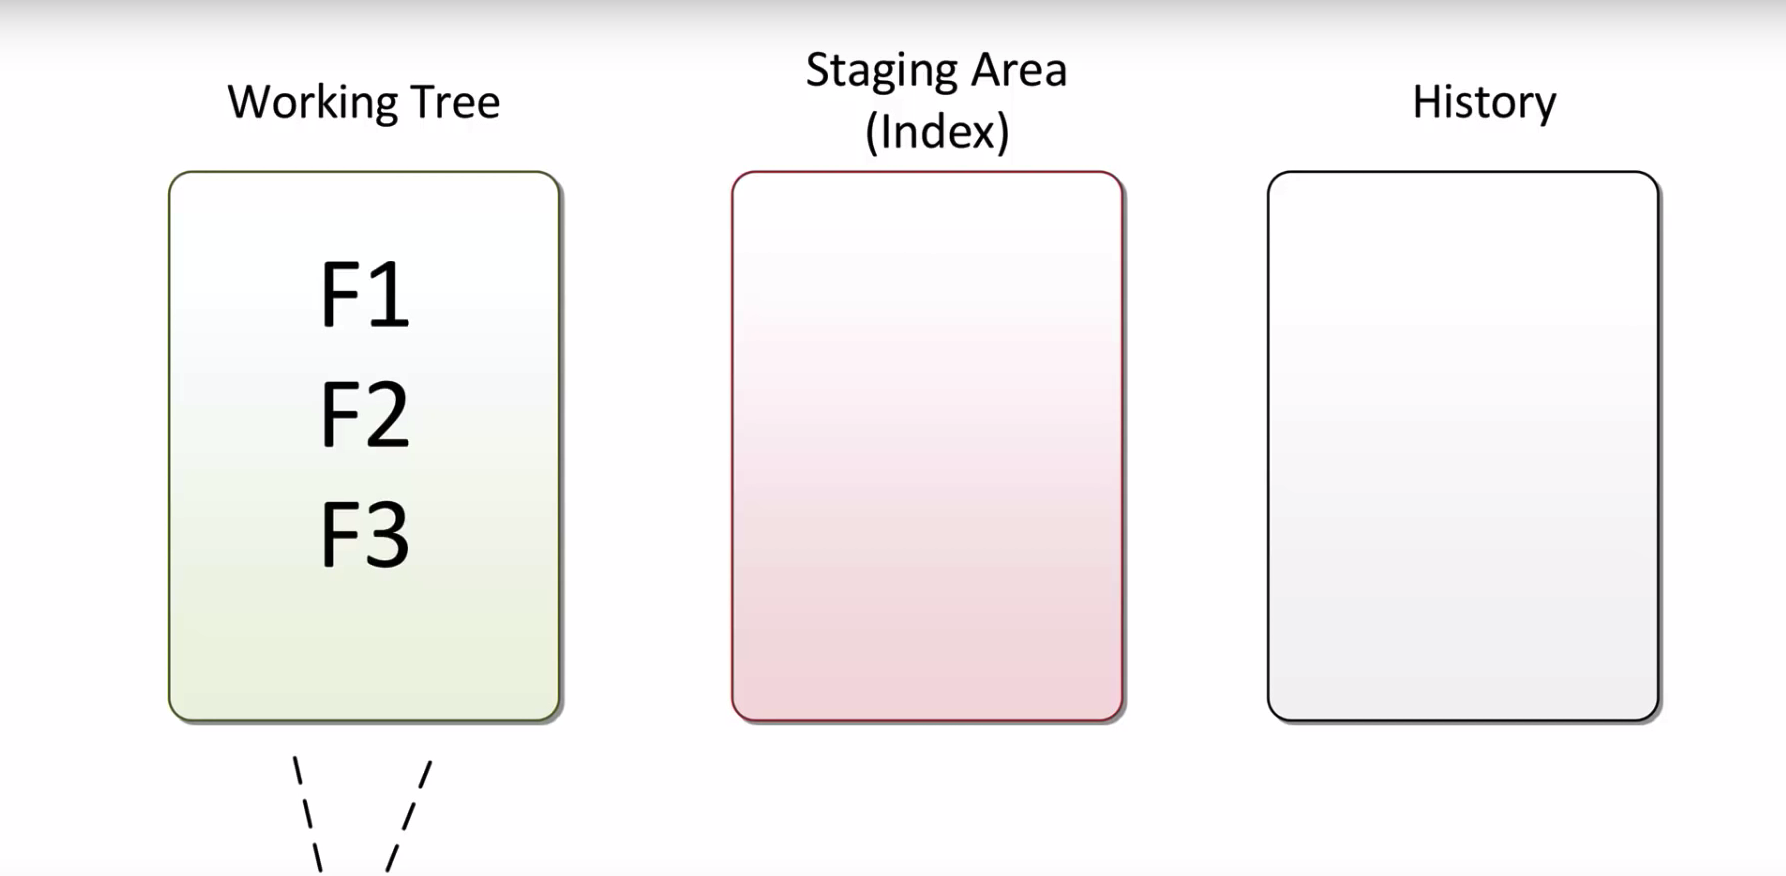 Working Tree
Staging Area
(Index)
History
F1
F2
F3